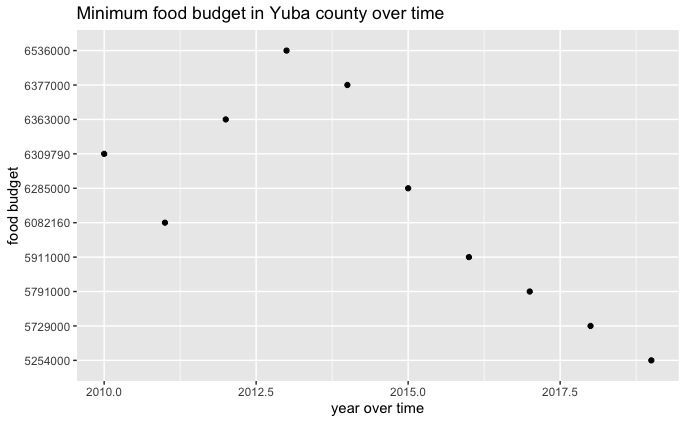 Minimum food budget in Yuba county over time
food budget
6536000
6377000
6363000
6309790
6285000
6082160
5911000
5791000
5729000
5254000
2010.0 2012.5 2015.0 2017.5
year over time